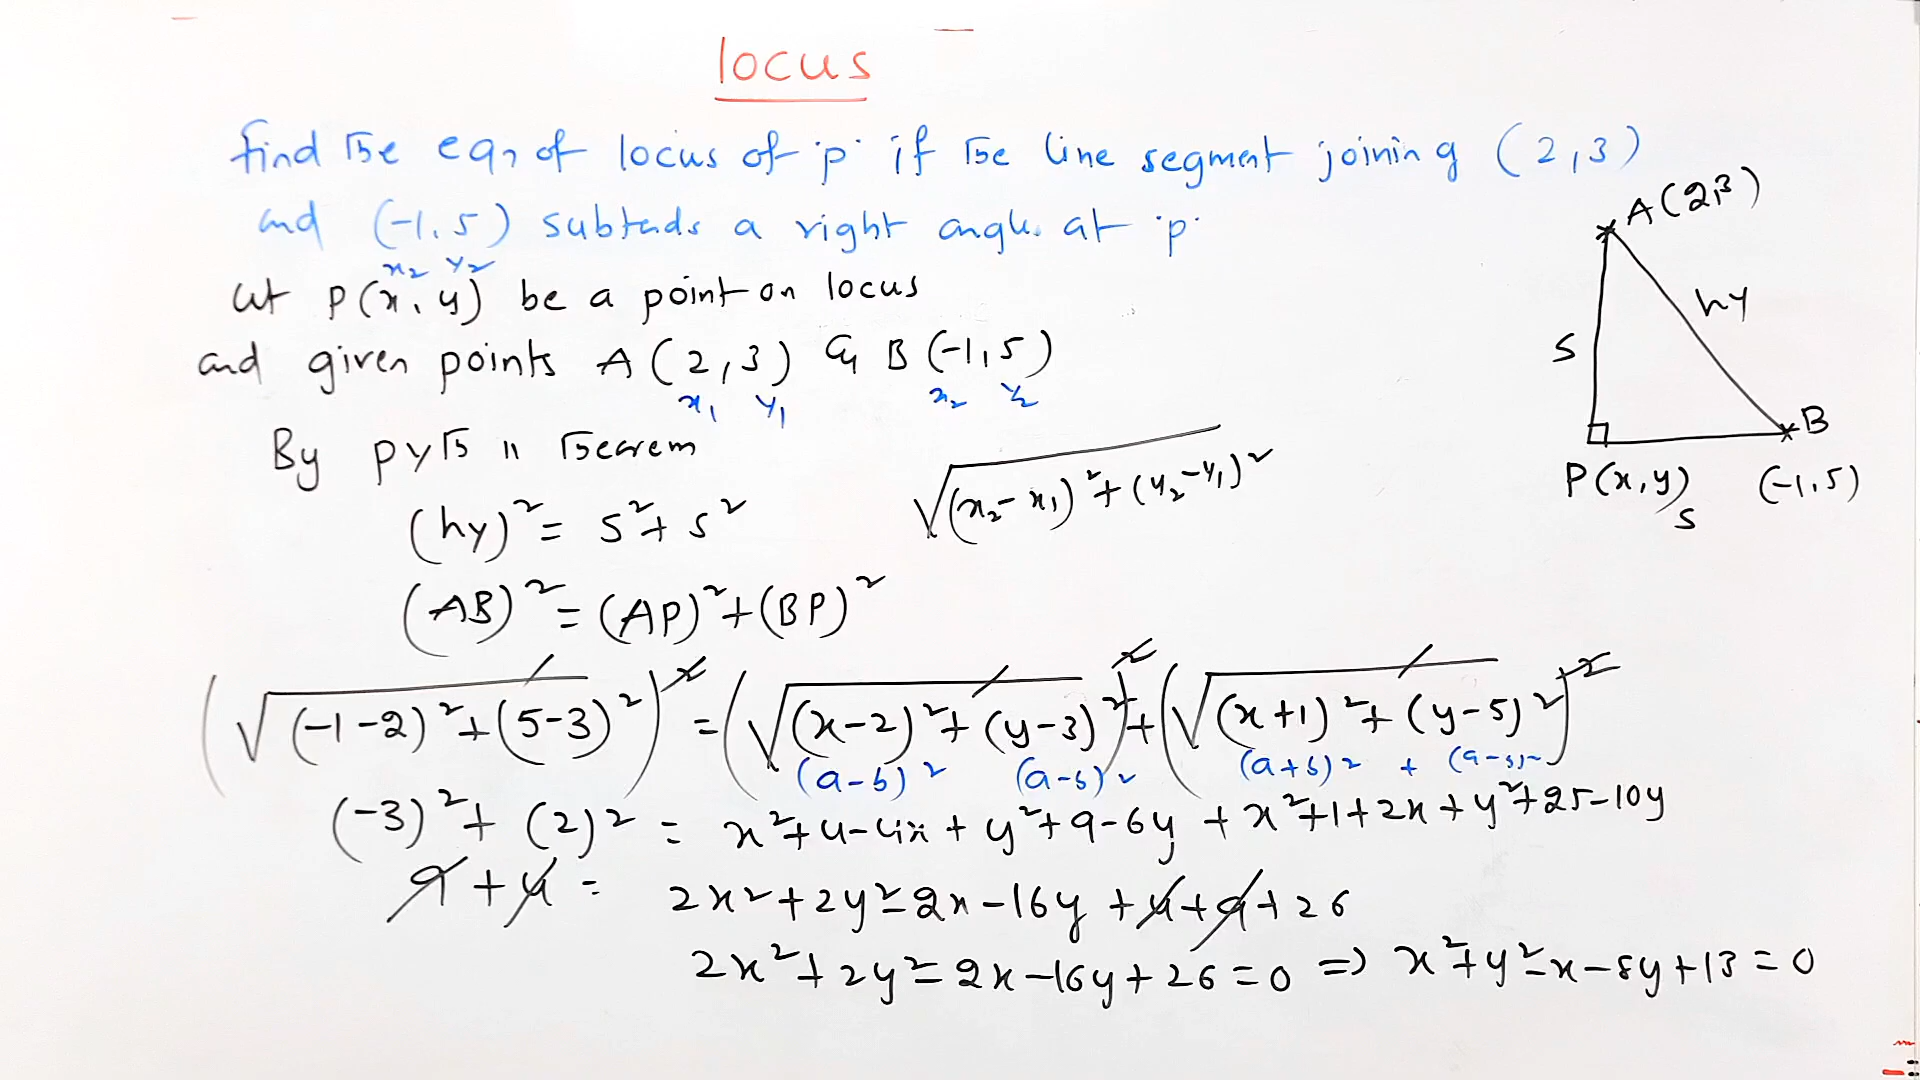 locus
find the eqn of locus of 'p' if the line segment joining (2,3)
and (-1,5) subtends a right angle at 'p'
x₂ y₂
let P(x,y) be a point on locus
and given points A(2,3) & B(-1,5)
x₁ y₁ x₂ y₂
By pyth " theorem
(hy)² = s² + s²
√(x₂-x₁)²+(y₂-y₁)²
(AB)² = (AP)²+(BP)²
(√(-1-2)²+(5-3)²)² = (√(x-2)²+(y-3)²)²+(√(x+1)²+(y-5)²)²
(a-b)² (a-b)² (a+b)² + (a-b)²
(-3)²+(2)² = x²+4-4x+y²+9-6y+x²+1+2x+y²+25-10y
9+4 = 2x²+2y²-2x-16y+4+9+26
2x²+2y²-2x-16y+26=0 => x²+y²-x-8y+13=0
A(2,3)
hy
S
B
P(x,y) (-1,5)
S